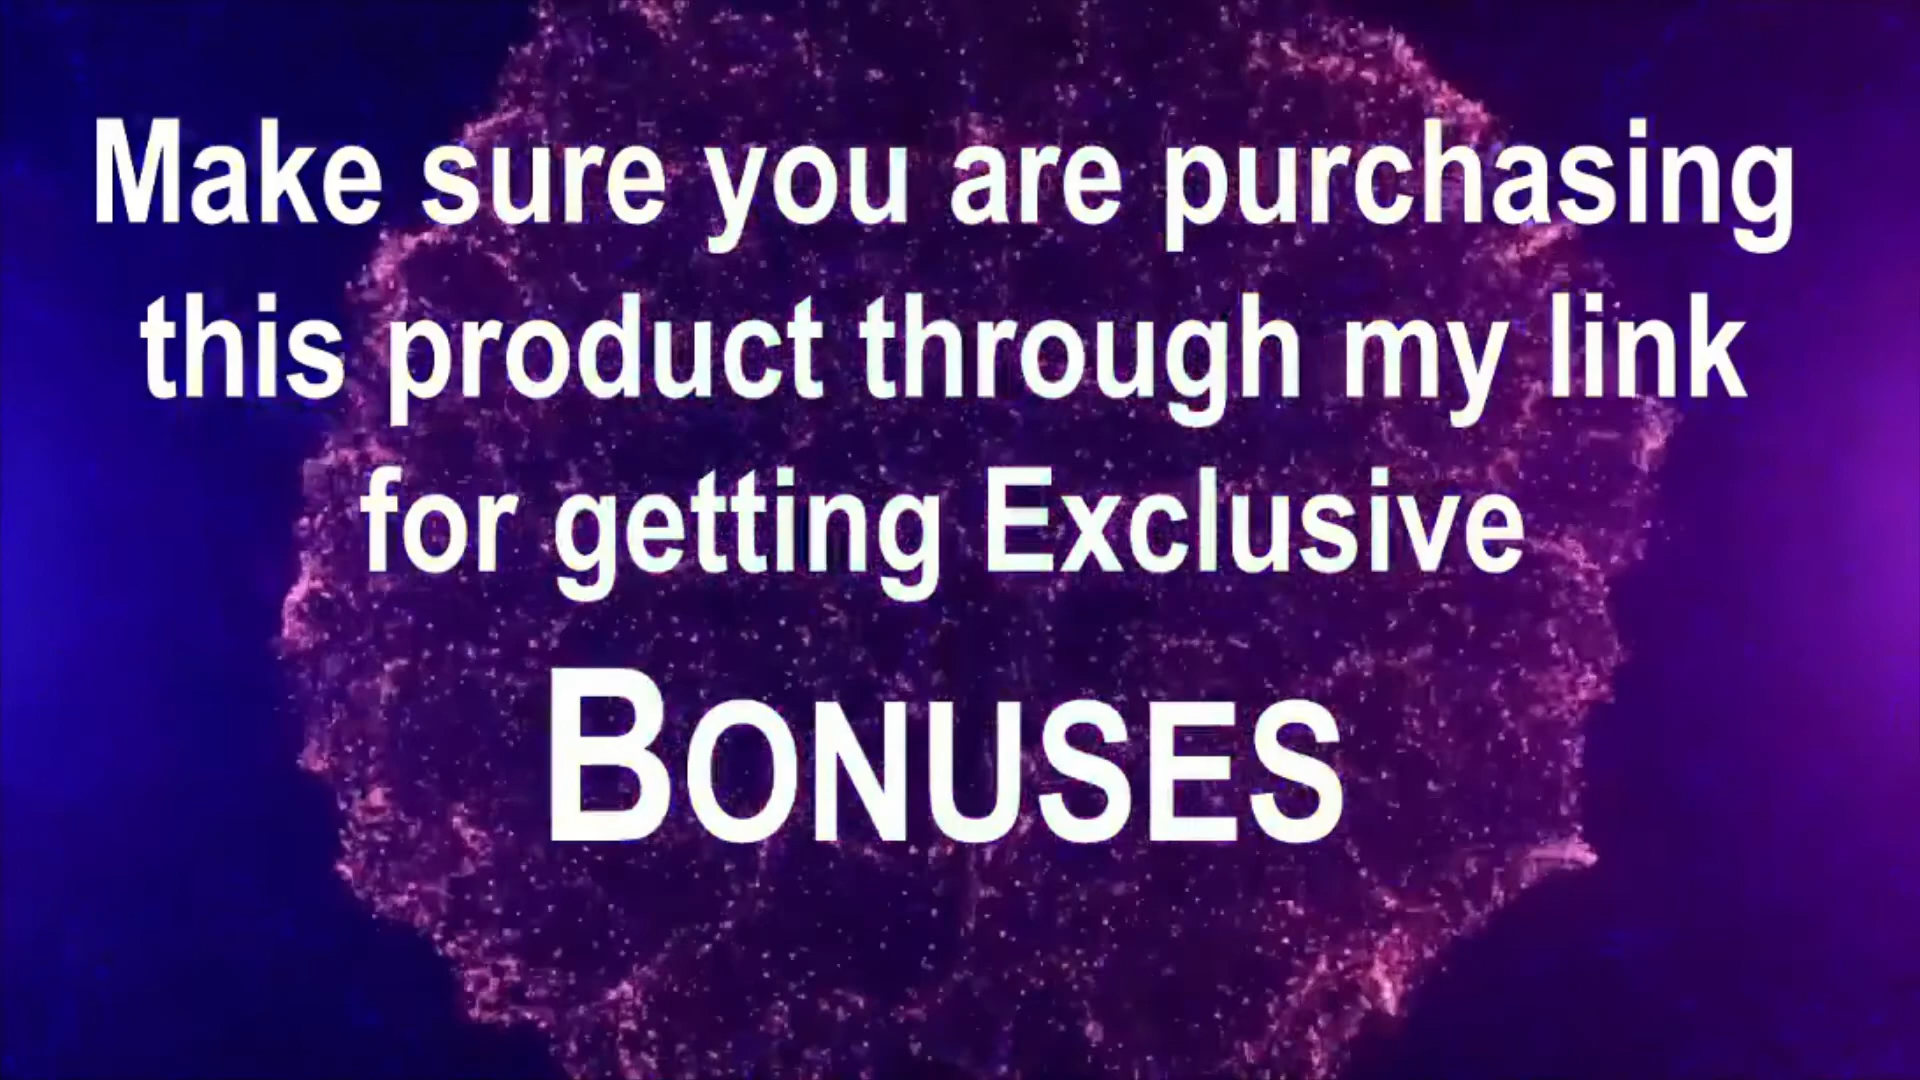 Make sure you are purchasing
this product through my link
for getting Exclusive
BONUSES